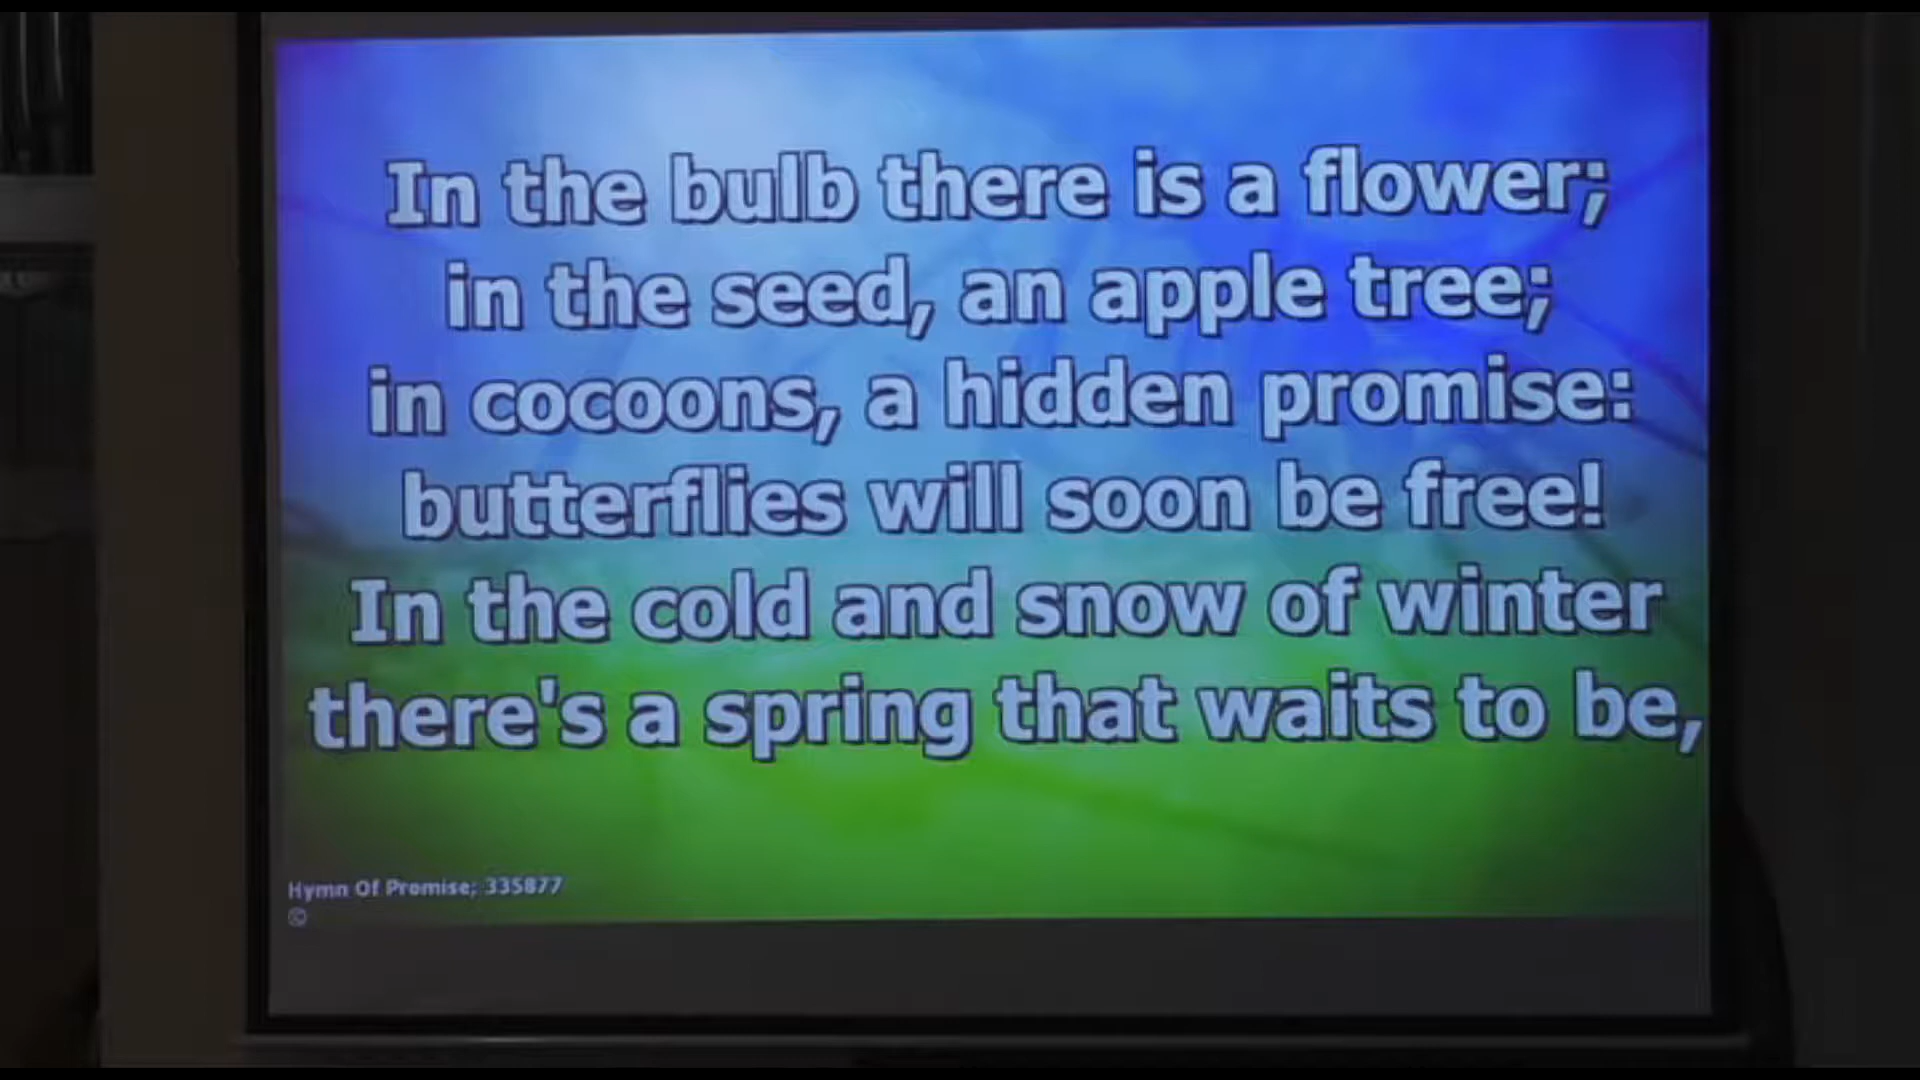 In the bulb there is a flower;
in the seed, an apple tree;
in cocoons, a hidden promise:
butterflies will soon be free!
In the cold and snow of winter
there's a spring that waits to be,
Hymn Of Promise; 335877
©